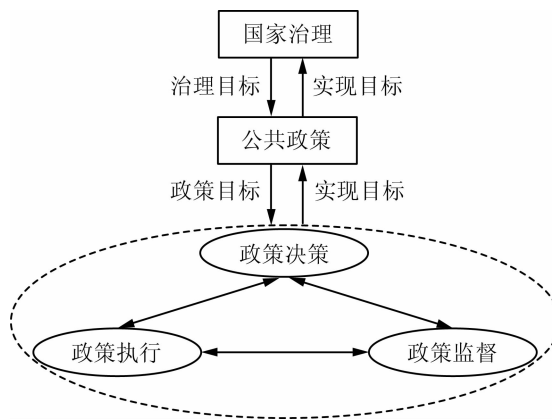 国家治理
治理目标 实现目标
公共政策
政策目标 实现目标
政策决策
政策执行 政策监督